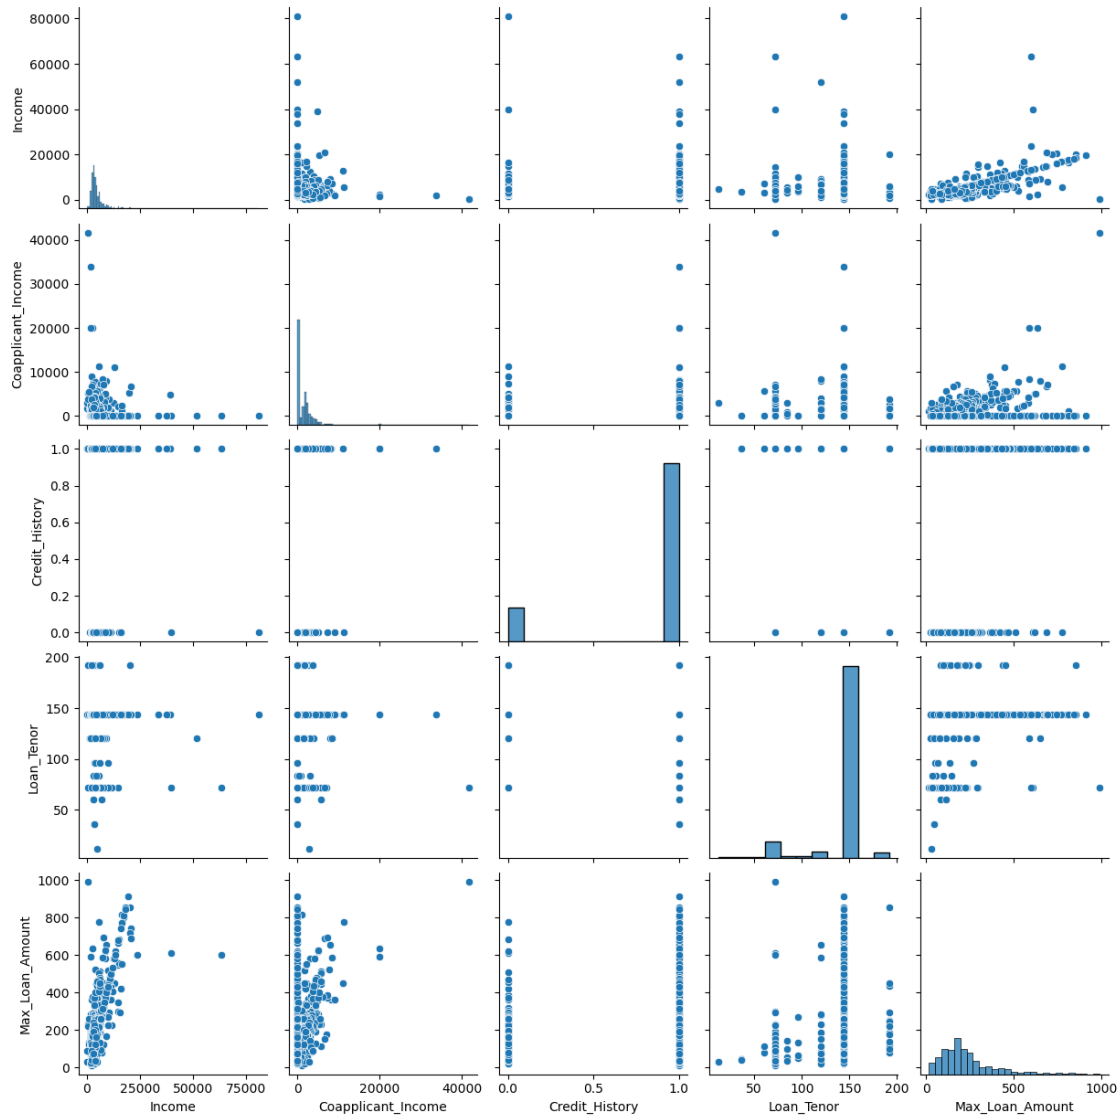 80000
60000
40000
20000
0
Income
40000
30000
20000
10000
0
Coapplicant_Income
1.0
0.8
0.6
0.4
0.2
0.0
Credit_History
200
150
100
50
Loan_Tenor
1000
800
600
400
200
0
Max_Loan_Amount
0 25000 50000 75000
Income
0 20000 40000
Coapplicant_Income
0.0 0.5 1.0
Credit_History
50 100 150 200
Loan_Tenor
0 500 1000
Max_Loan_Amount